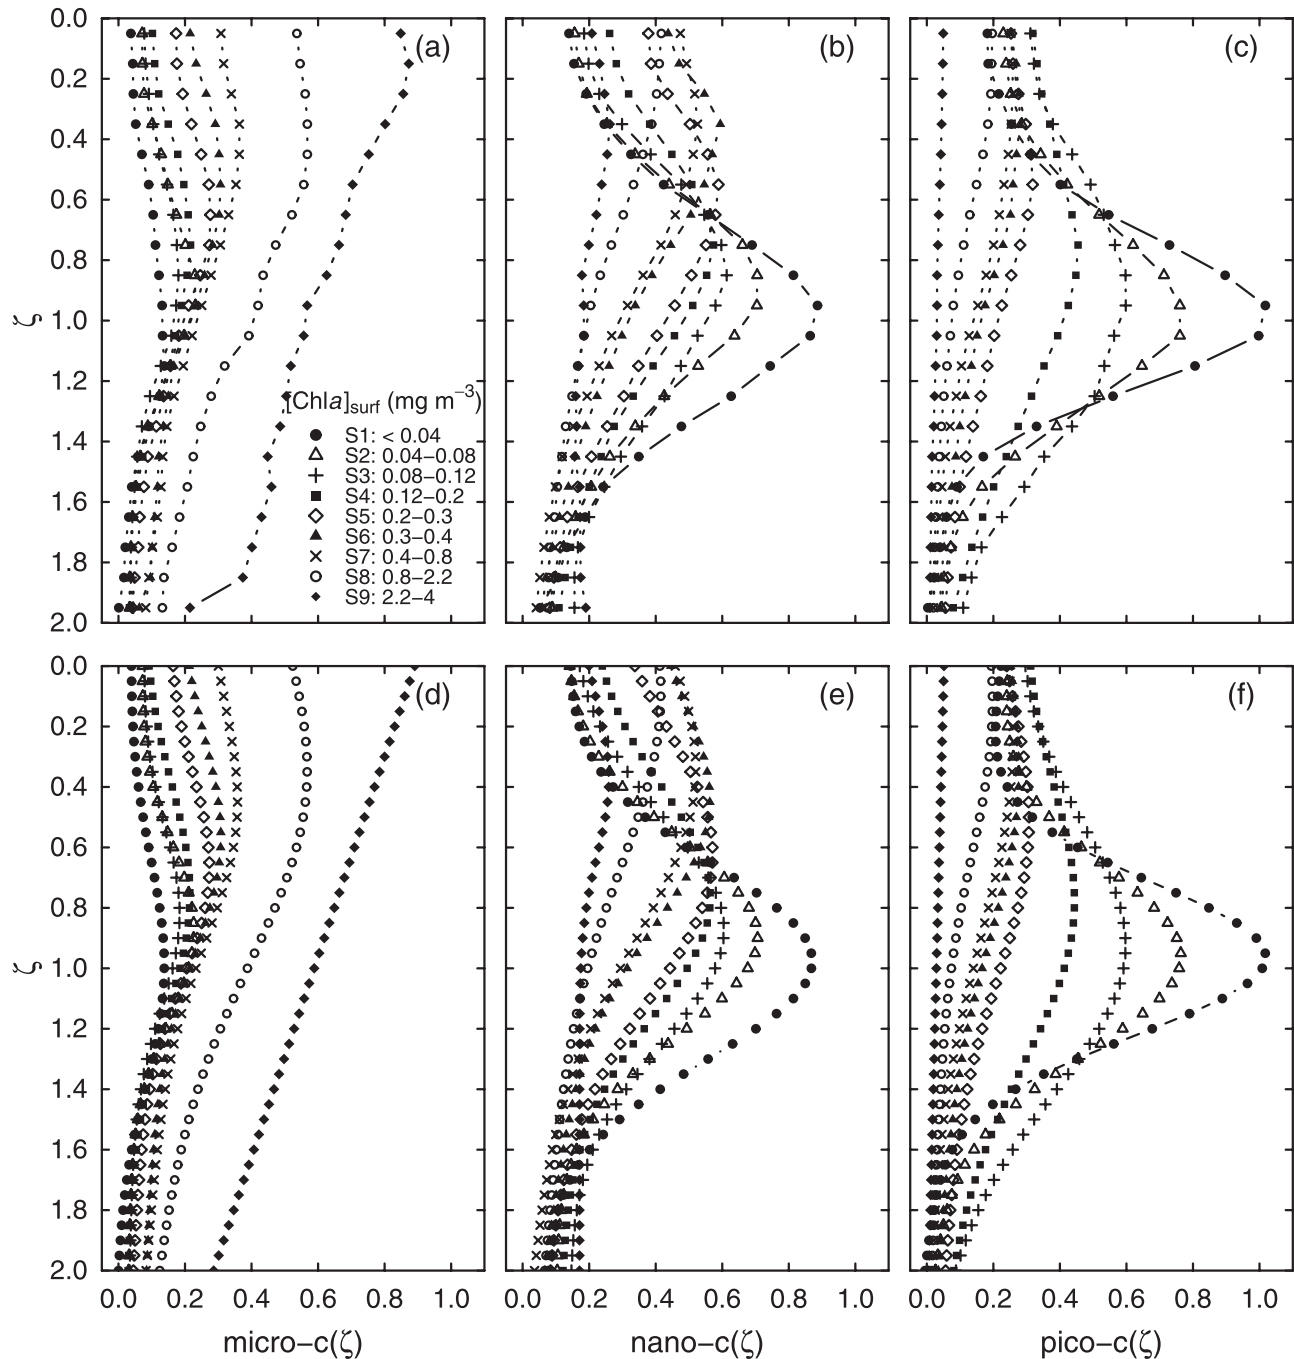 0.0
0.2
0.4
0.6
0.8
1.0
1.2
1.4
1.6
1.8
2.0
ζ
(a)
(b)
(c)
[Chla]surf (mg m−3)
S1: < 0.04
S2: 0.04−0.08
S3: 0.08−0.12
S4: 0.12−0.2
S5: 0.2−0.3
S6: 0.3−0.4
S7: 0.4−0.8
S8: 0.8−2.2
S9: 2.2−4
0.0
0.2
0.4
0.6
0.8
1.0
1.2
1.4
1.6
1.8
2.0
ζ
(d)
(e)
(f)
0.0 0.2 0.4 0.6 0.8 1.0
0.0 0.2 0.4 0.6 0.8 1.0
0.0 0.2 0.4 0.6 0.8 1.0
micro−c(ζ)
nano−c(ζ)
pico−c(ζ)